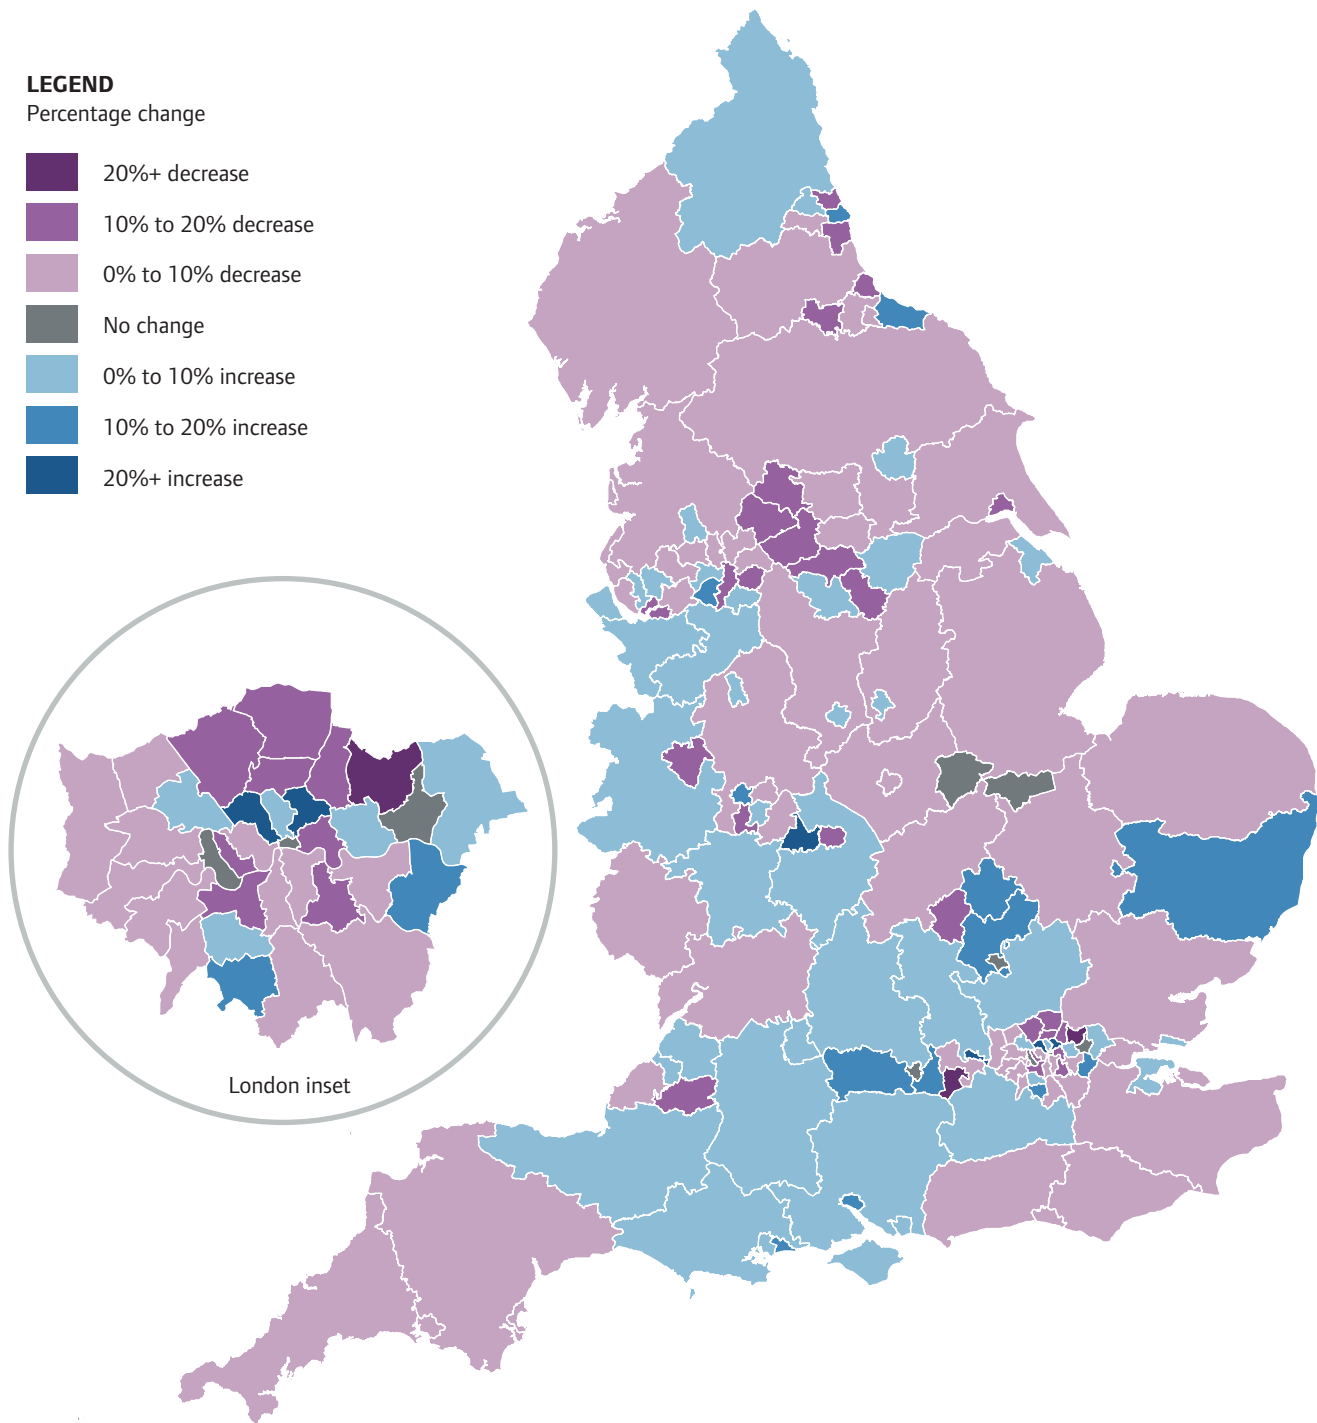 LEGEND
Percentage change
20%+ decrease
10% to 20% decrease
0% to 10% decrease
No change
0% to 10% increase
10% to 20% increase
20%+ increase
London inset